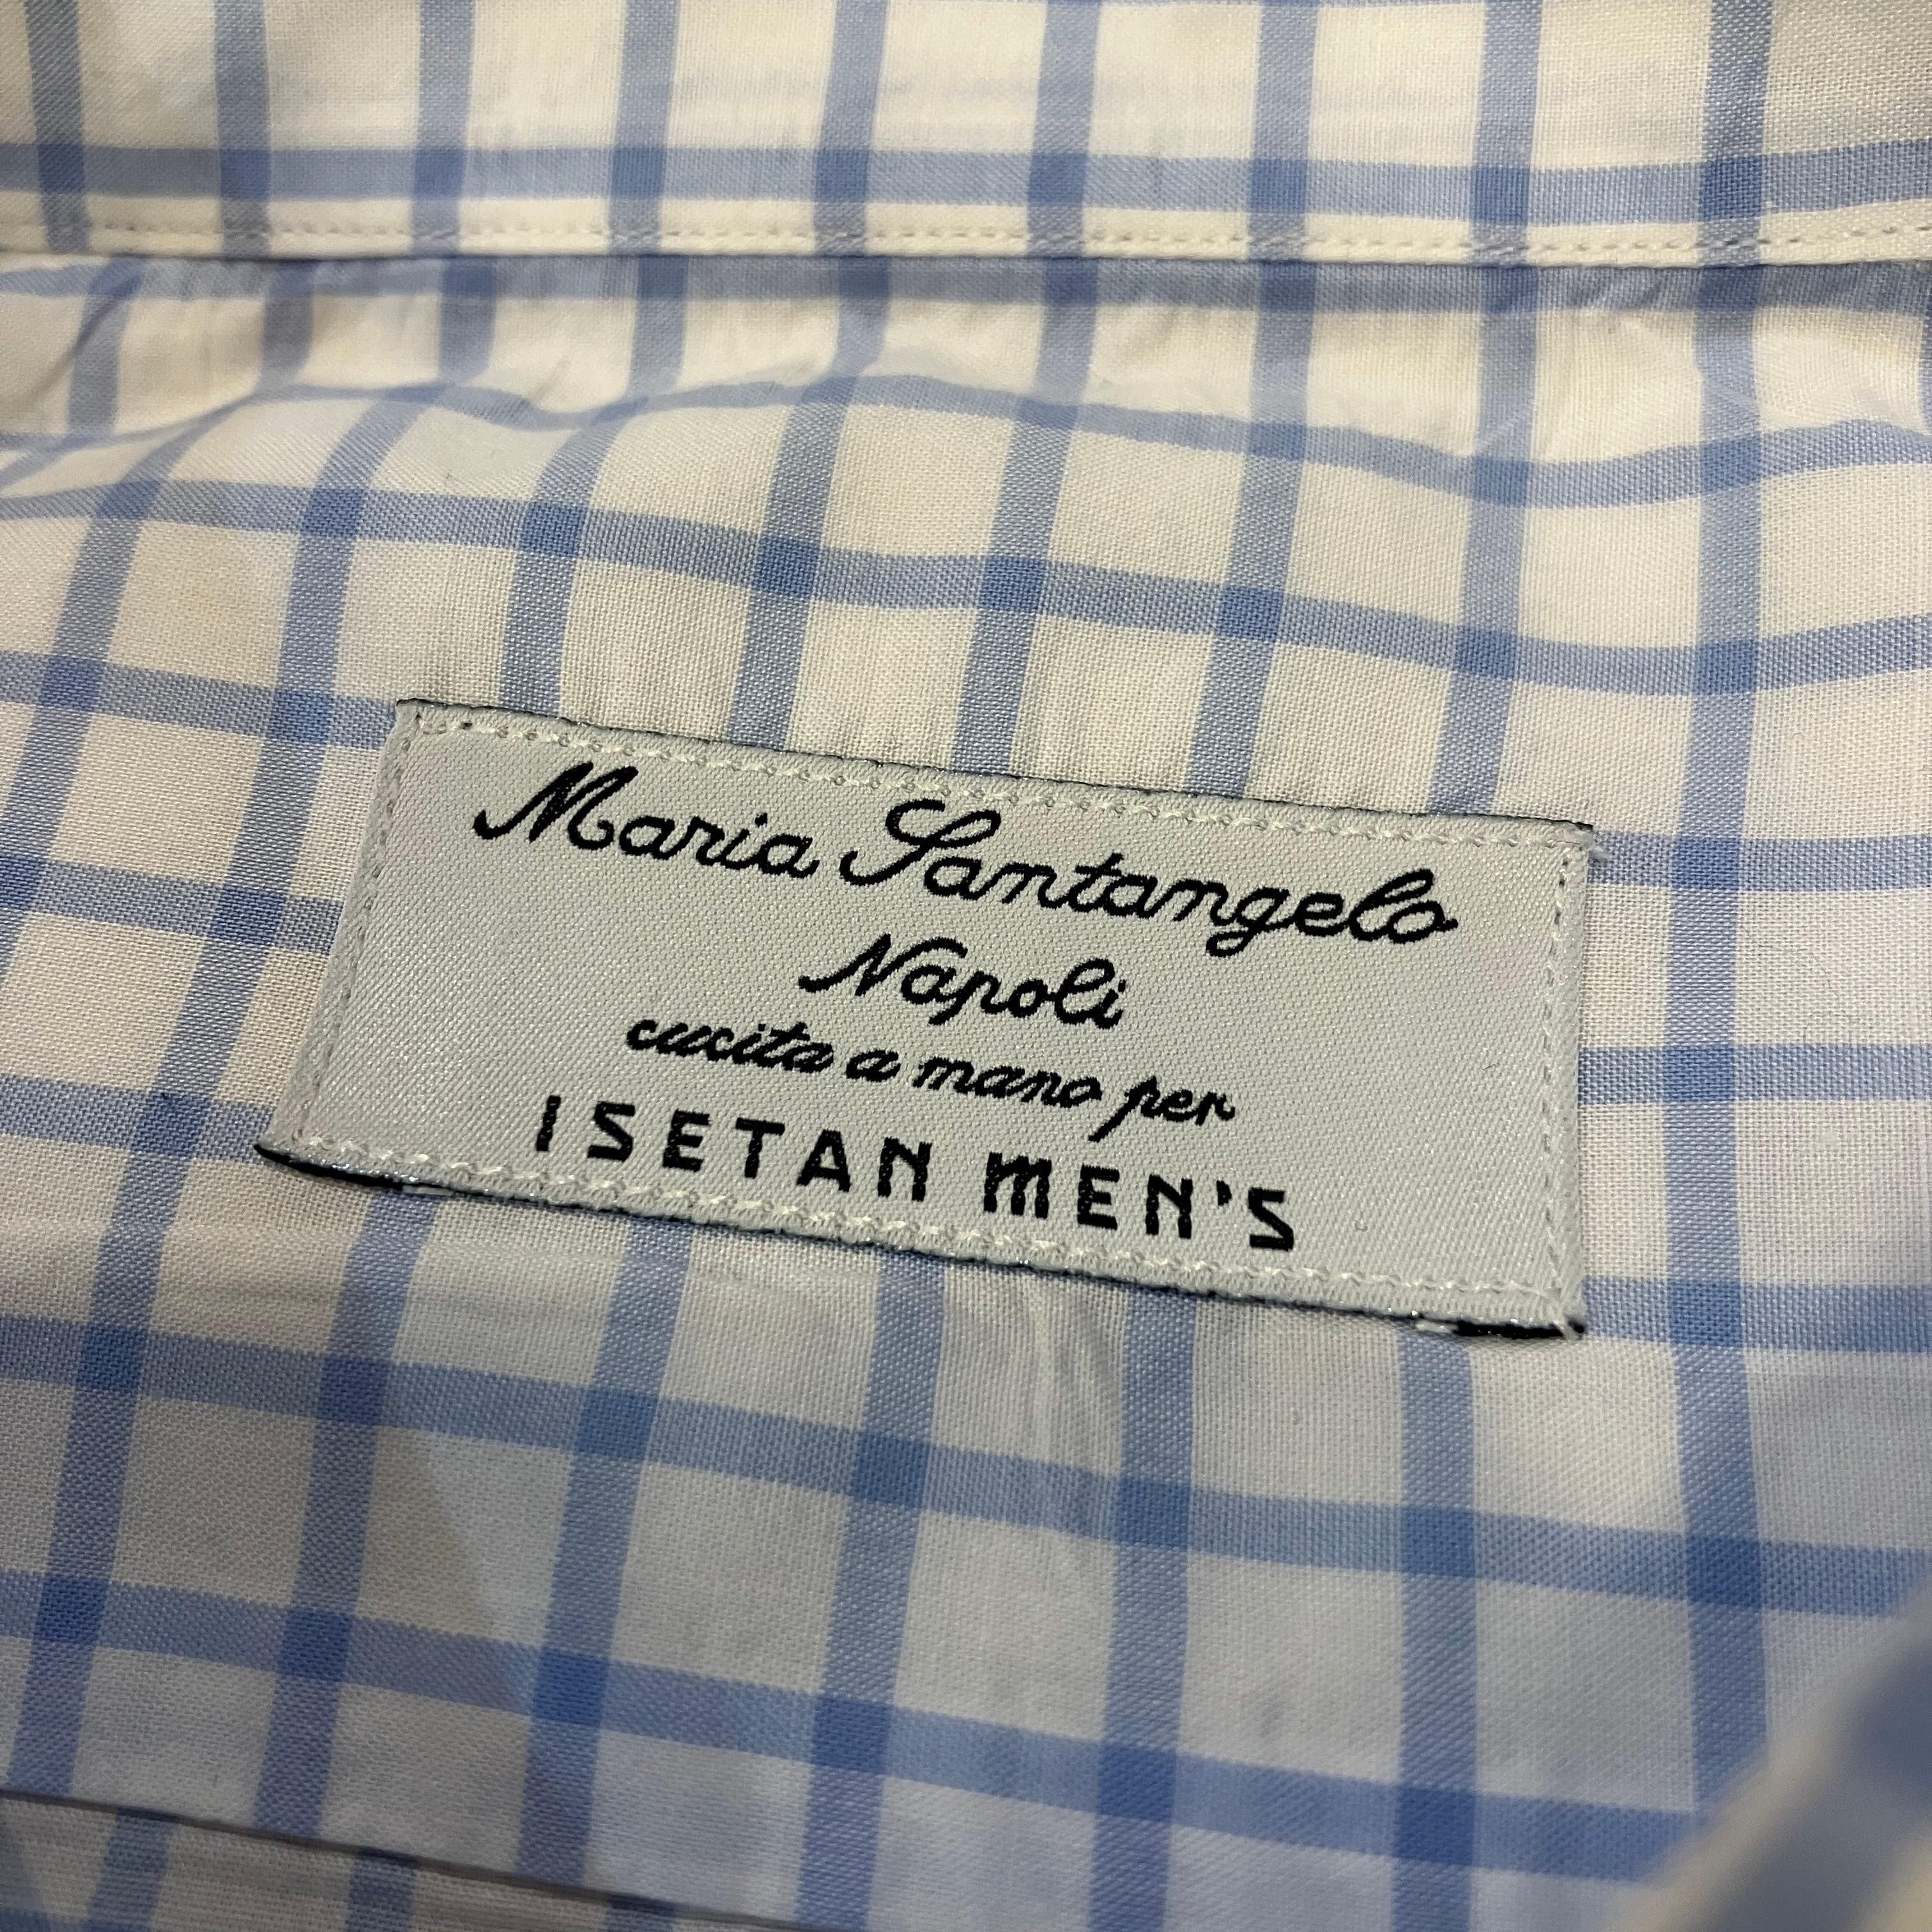 Maria Santangelo
Napoli
cucita a mano per
ISETAN MEN'S